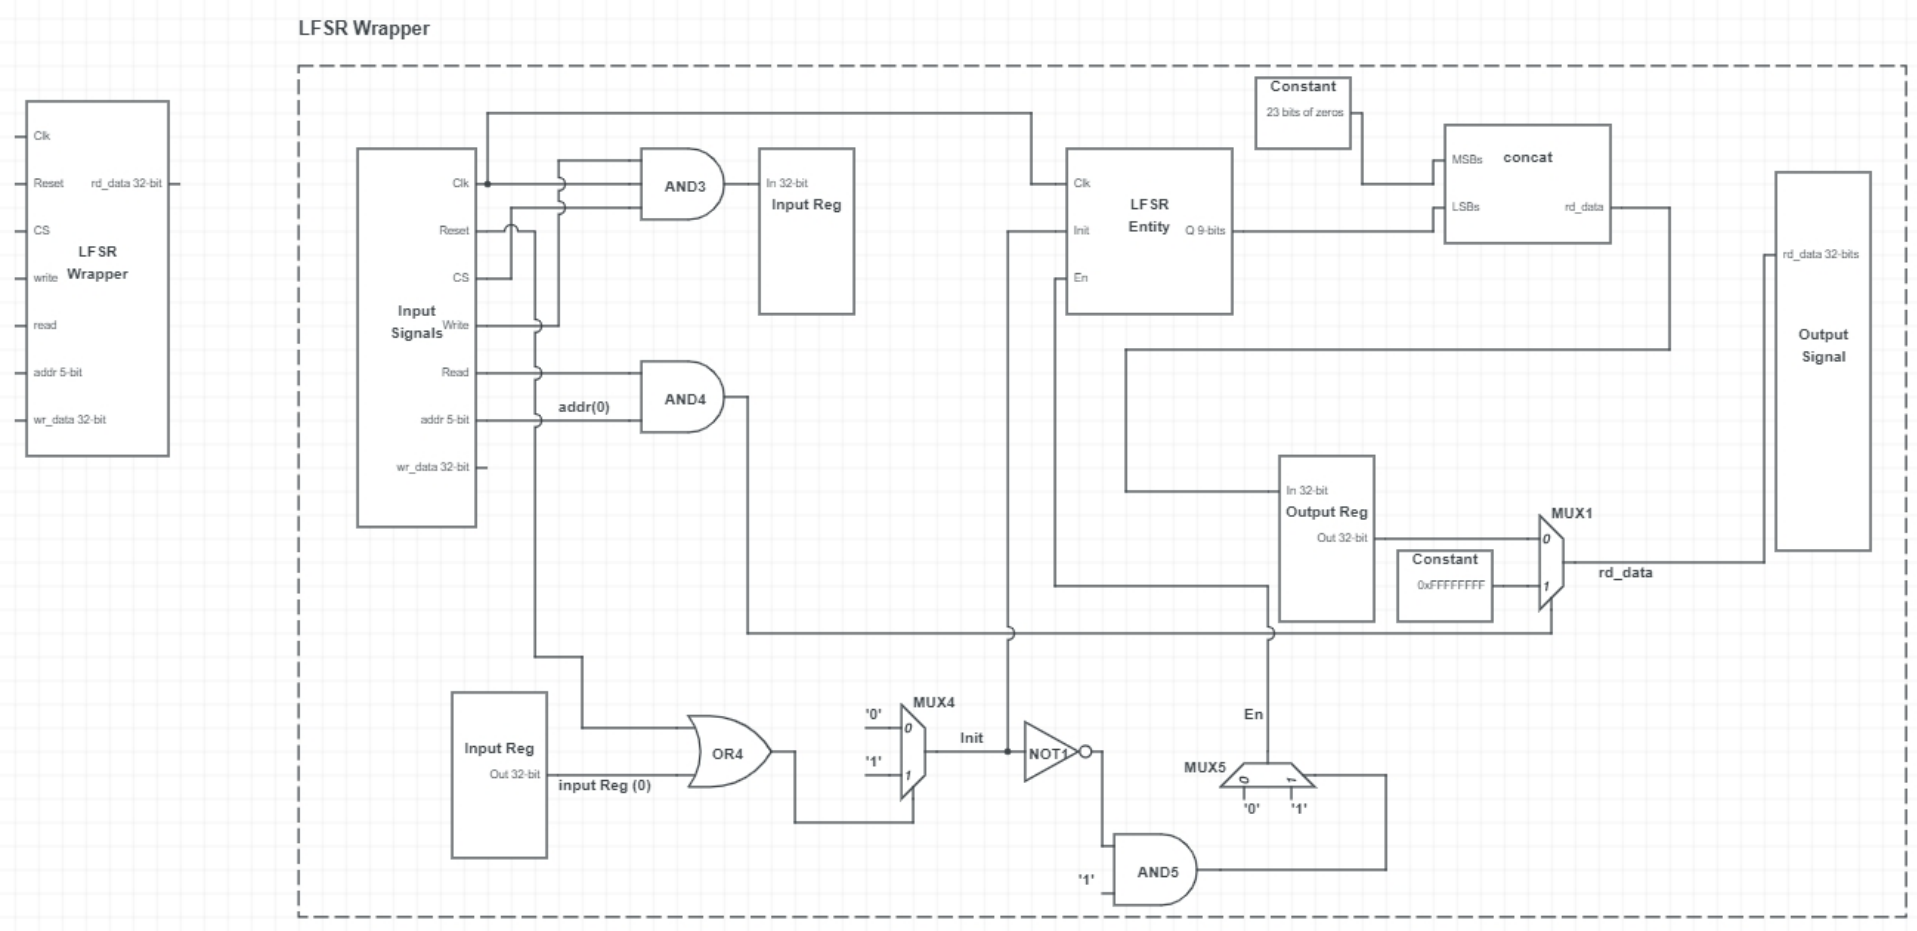 LFSR Wrapper
Clk
Reset
rd_data 32-bit
CS
LFSR
Wrapper
write
read
addr 5-bit
wr_data 32-bit
Clk
Reset
CS
Input
Signals
Write
Read
addr 5-bit
wr_data 32-bit
addr(0)
AND3
AND4
In 32-bit
Input Reg
Clk
LFSR
Entity
Init
Q 9-bits
En
Constant
23 bits of zeros
MSBs
concat
LSBs
rd_data
rd_data 32-bits
Output
Signal
In 32-bit
Output Reg
Out 32-bit
Constant
0xFFFFFFFF
MUX1
0
1
rd_data
Input Reg
Out 32-bit
input Reg (0)
OR4
MUX4
'0'
0
'1'
1
Init
NOT1
En
MUX5
0
1
'0'
'1'
'1'
AND5